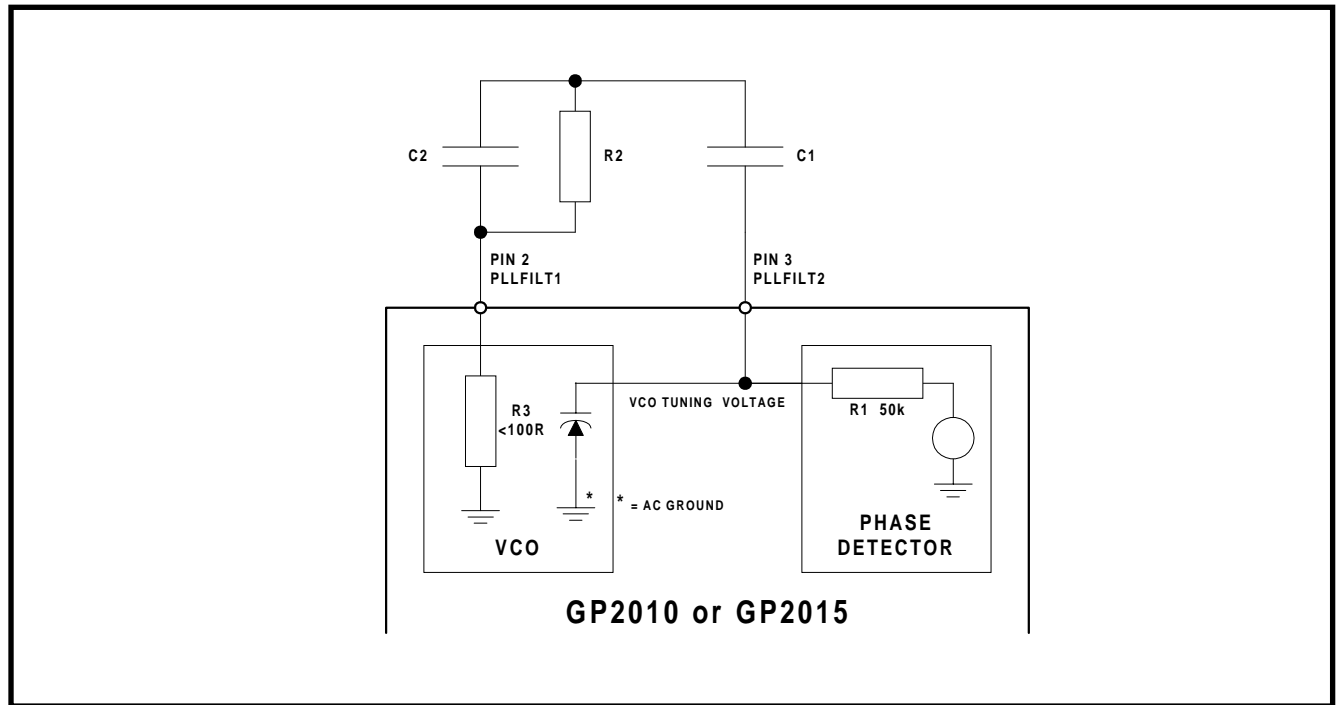 C2
R2
C1
PIN 2
PLLFILT1
PIN 3
PLLFILT2
R3
<100R
VCO TUNING VOLTAGE
R1 50k
*
* = AC GROUND
VCO
PHASE
DETECTOR
GP2010 or GP2015